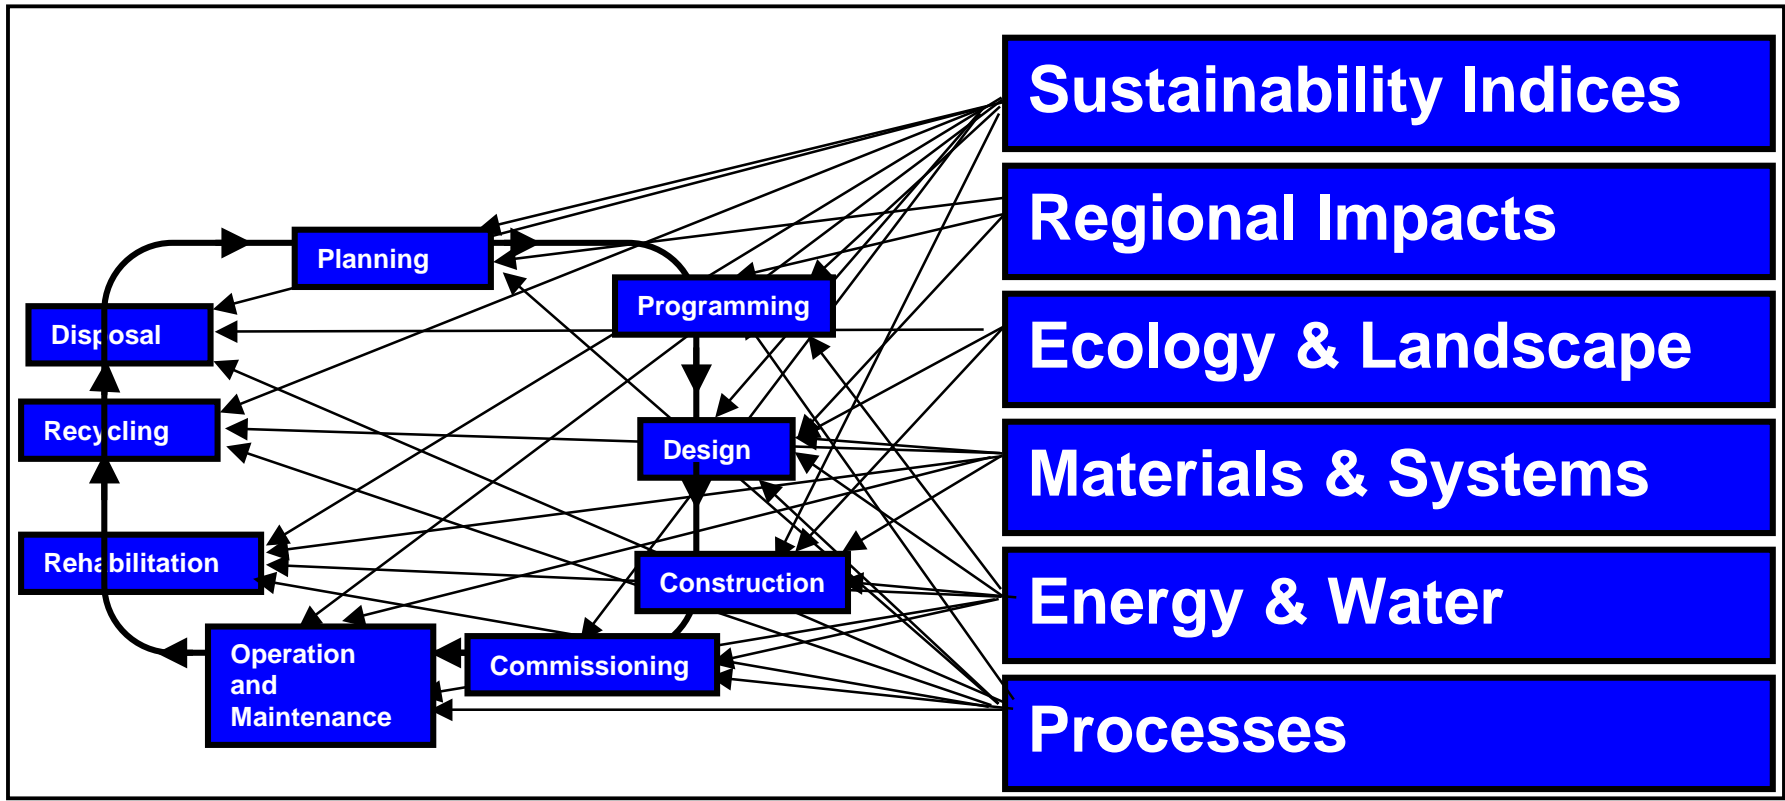 Sustainability Indices
Regional Impacts
Planning
Programming
Disposal
Ecology & Landscape
Recycling
Design
Materials & Systems
Rehabilitation
Construction
Energy & Water
Operation
and
Maintenance
Commissioning
Processes